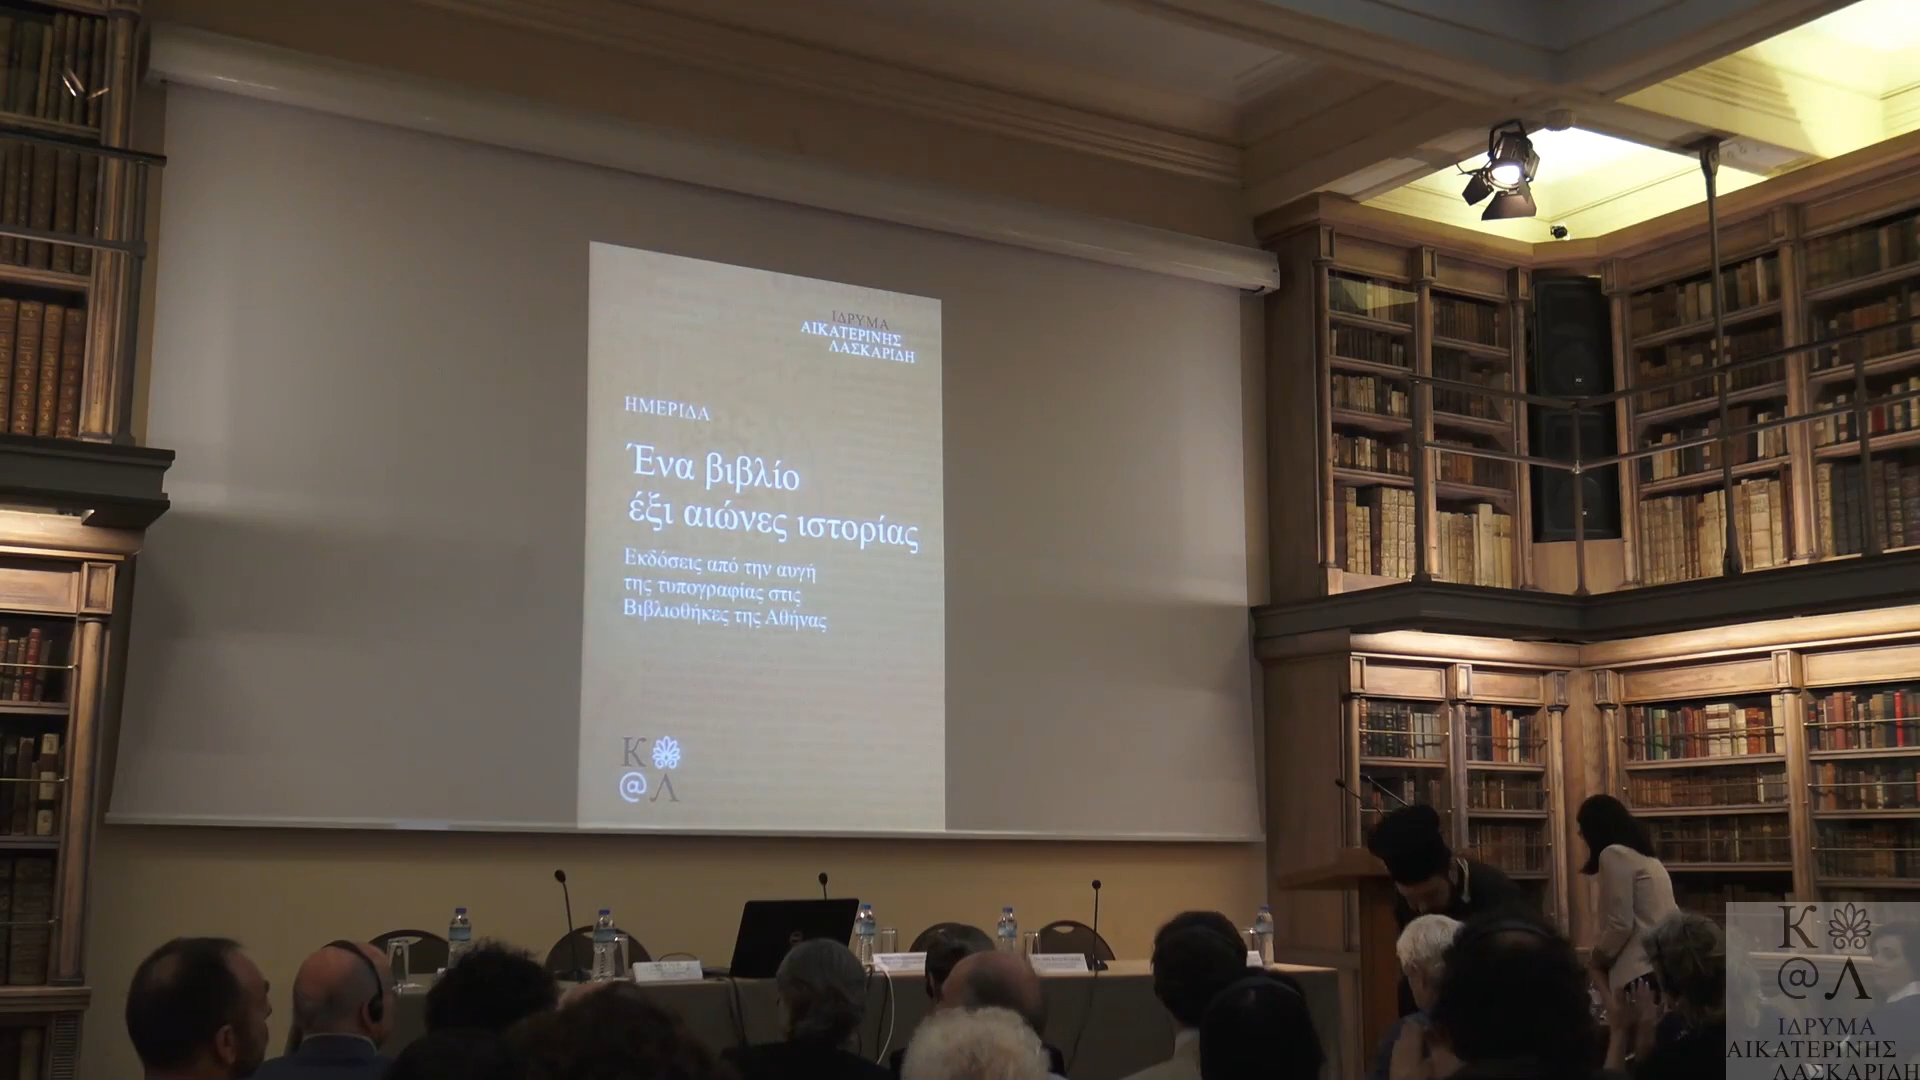 ΙΔΡΥΜΑ
ΑΙΚΑΤΕΡΙΝΗΣ
ΛΑΣΚΑΡΙΔΗ
ΗΜΕΡΙΔΑ
Ένα βιβλίο
έξι αιώνες ιστορίας
Εκδόσεις από την αυγή
της τυπογραφίας στις
Βιβλιοθήκες της Αθήνας
Κ
@ Λ
Κ
@ Λ
ΙΔΡΥΜΑ
ΑΙΚΑΤΕΡΙΝΗΣ
ΛΑΣΚΑΡΙΔΗ